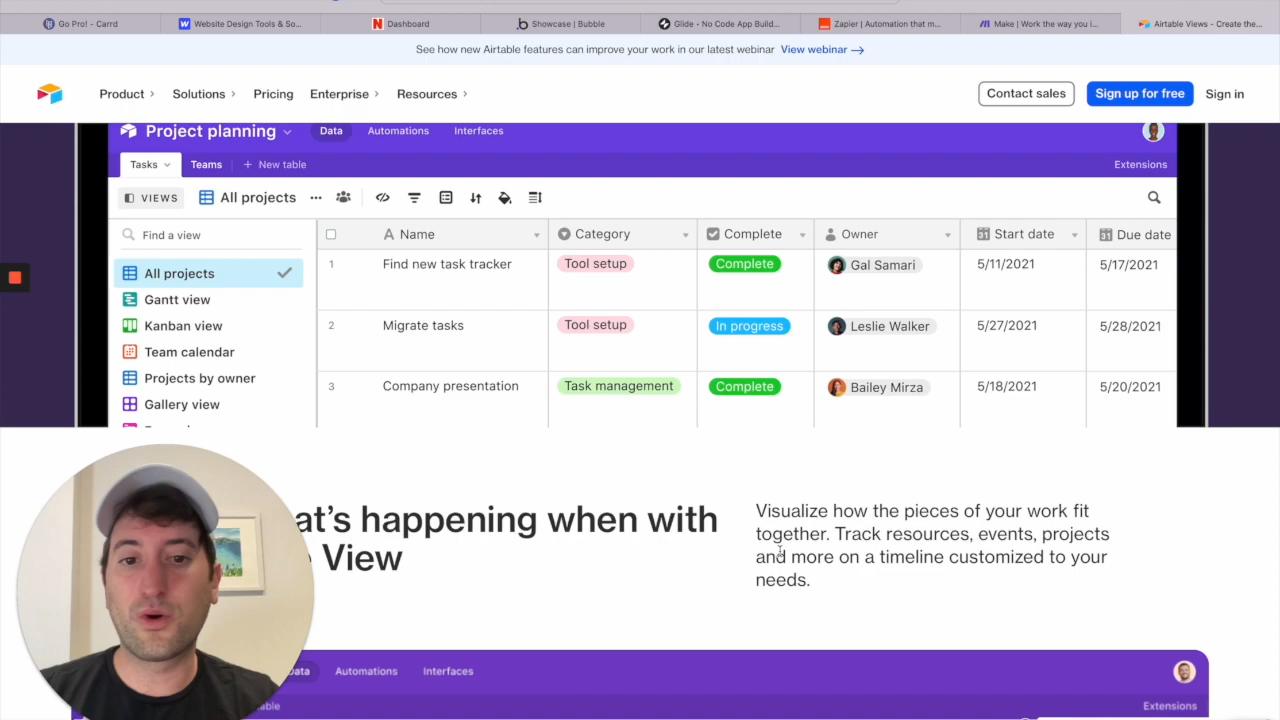 Go Pro! - Carrd
Website Design Tools & So...
Dashboard
Showcase | Bubble
Glide - No Code App Build...
Zapier | Automation that m...
Make | Work the way you i...
Airtable Views - Create the...
See how new Airtable features can improve your work in our latest webinar View webinar →
Product Solutions Pricing Enterprise Resources Contact sales Sign up for free Sign in
Project planning Data Automations Interfaces
Tasks Teams + New table Extensions
VIEWS All projects
Find a view
Name Category Complete Owner Start date Due date
All projects
Gantt view
Kanban view
Team calendar
Projects by owner
Gallery view
1 Find new task tracker Tool setup Complete Gal Samari 5/11/2021 5/17/2021
2 Migrate tasks Tool setup In progress Leslie Walker 5/27/2021 5/28/2021
3 Company presentation Task management Complete Bailey Mirza 5/18/2021 5/20/2021
at's happening when with
View
Visualize how the pieces of your work fit
together. Track resources, events, projects
and more on a timeline customized to your
needs.
Automations Interfaces
Extensions